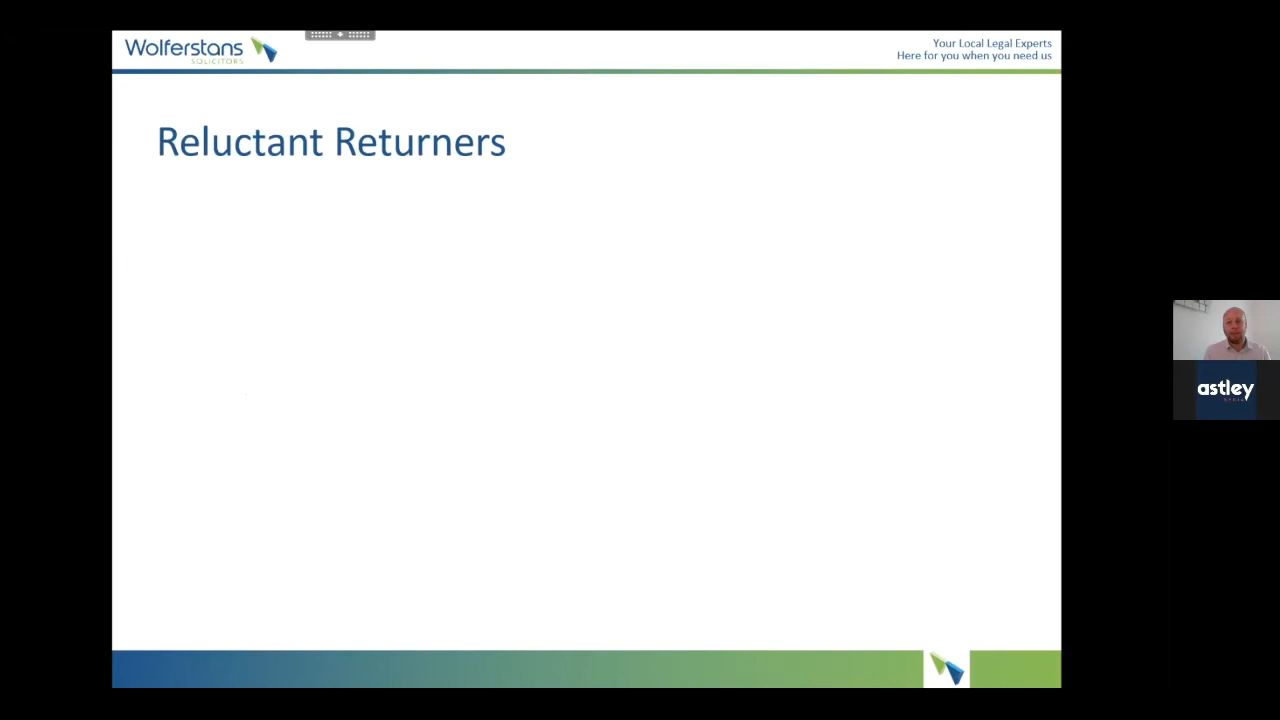 Wolferstans
SOLICITORS
Your Local Legal Experts
Here for you when you need us
Reluctant Returners
astley